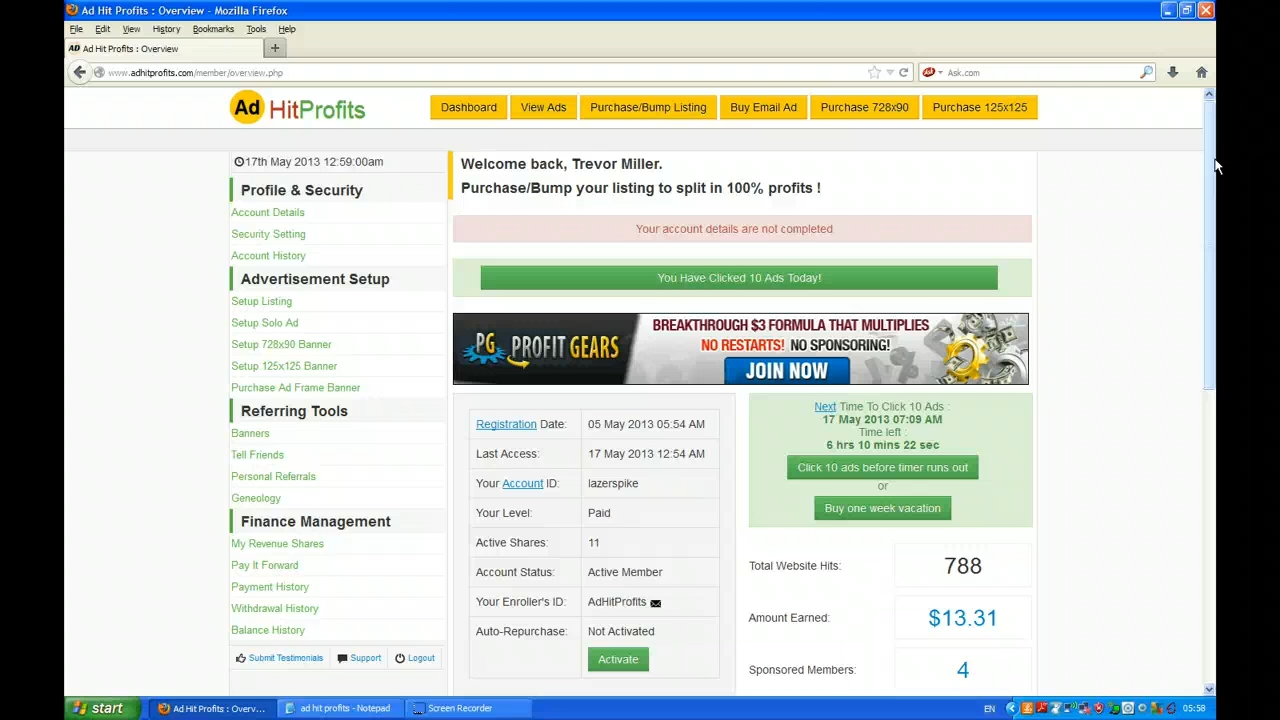 Ad Hit Profits : Overview - Mozilla Firefox
File Edit View History Bookmarks Tools Help
AD Ad Hit Profits : Overview +
www.adhitprofits.com/member/overview.php
Ask.com
Ad HitProfits
Dashboard View Ads Purchase/Bump Listing Buy Email Ad Purchase 728x90 Purchase 125x125
17th May 2013 12:59:00am
Profile & Security
Account Details
Security Setting
Account History
Advertisement Setup
Setup Listing
Setup Solo Ad
Setup 728x90 Banner
Setup 125x125 Banner
Purchase Ad Frame Banner
Referring Tools
Banners
Tell Friends
Personal Referrals
Geneology
Finance Management
My Revenue Shares
Pay It Forward
Payment History
Withdrawal History
Balance History
Submit Testimonials Support Logout
Welcome back, Trevor Miller.
Purchase/Bump your listing to split in 100% profits !
Your account details are not completed
You Have Clicked 10 Ads Today!
PG PROFIT GEARS
BREAKTHROUGH $3 FORMULA THAT MULTIPLIES
NO RESTARTS! NO SPONSORING!
JOIN NOW
Registration Date: 05 May 2013 05:54 AM
Last Access: 17 May 2013 12:54 AM
Your Account ID: lazerspike
Your Level: Paid
Active Shares: 11
Account Status: Active Member
Your Enroller's ID: AdHitProfits
Auto-Repurchase: Not Activated
Activate
Next Time To Click 10 Ads :
17 May 2013 07:09 AM
Time left :
6 hrs 10 mins 22 sec
Click 10 ads before timer runs out
or
Buy one week vacation
Total Website Hits: 788
Amount Earned: $13.31
Sponsored Members: 4
start Ad Hit Profits : Overv... ad hit profits - Notepad Screen Recorder EN 05:58